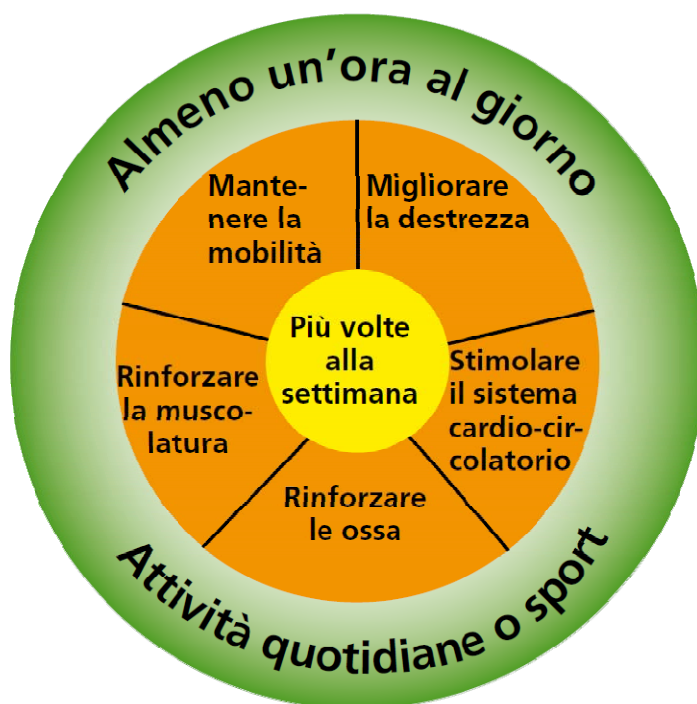 Almeno un'ora al giorno
Mante-
nere la
mobilità
Migliorare
la destrezza
Più volte
alla
settimana
Rinforzare
la musco-
latura
Stimolare
il sistema
cardio-cir-
colatorio
Rinforzare
le ossa
Attività quotidiane o sport